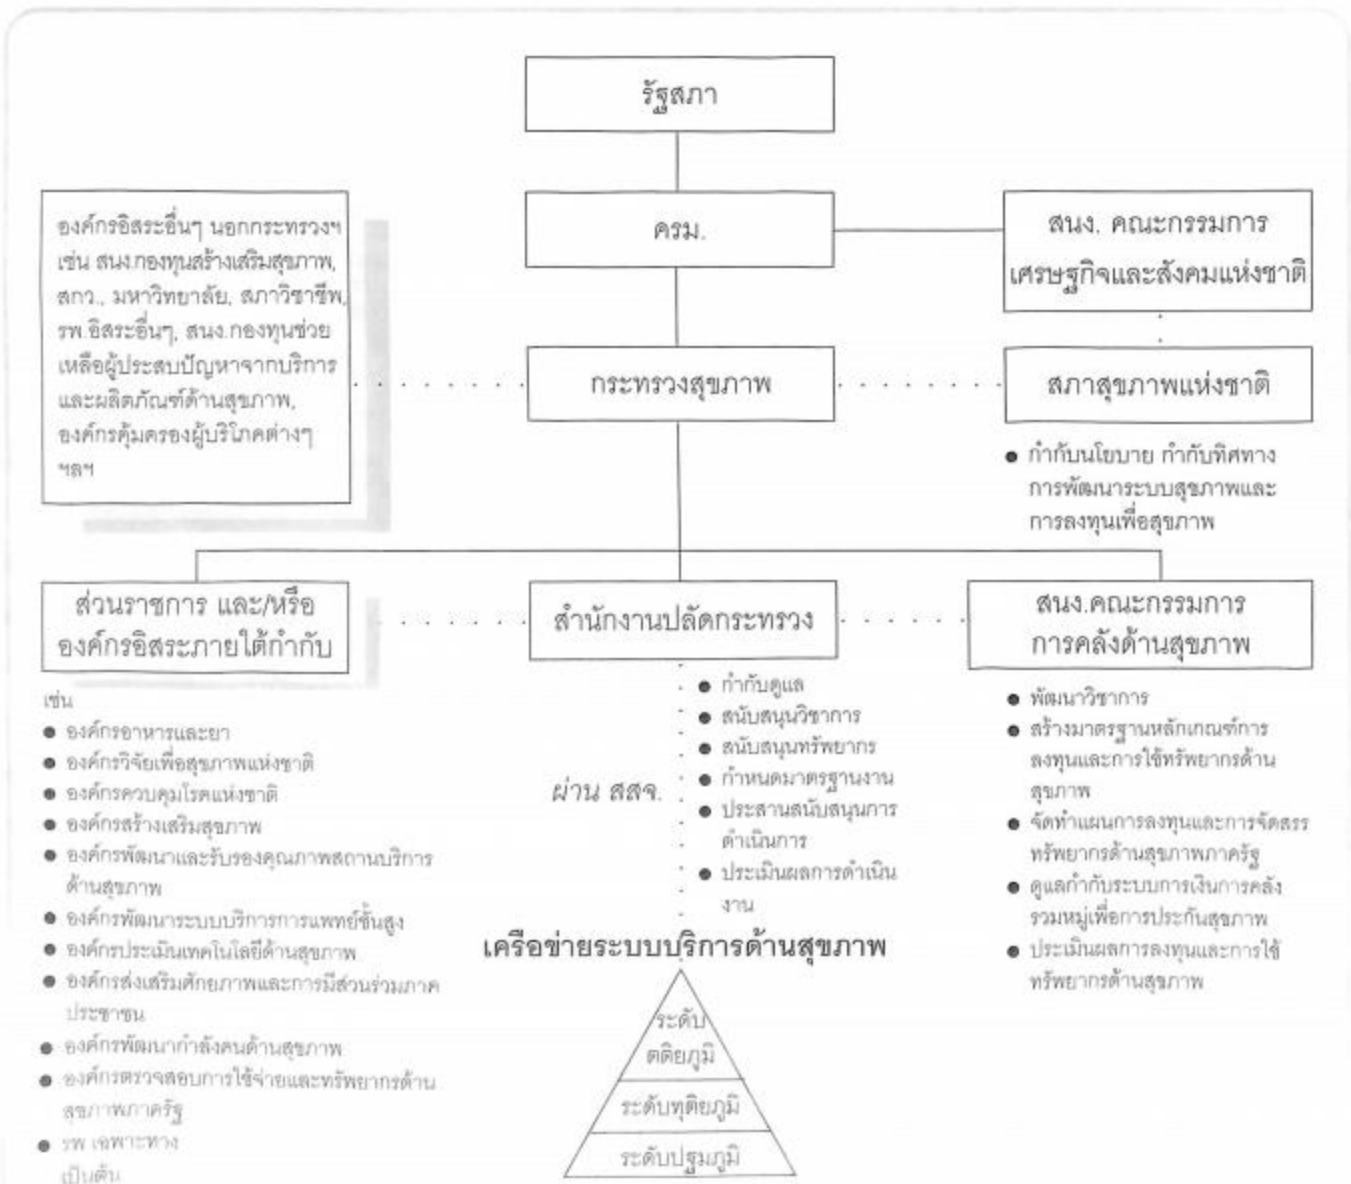 รัฐสภา
องค์กรอิสระอื่นๆ นอกกระทรวงฯ
เช่น สนง.กองทุนสร้างเสริมสุขภาพ,
สกว., มหาวิทยาลัย, สภาวิชาชีพ,
รพ.อิสระอื่นๆ, สนง.กองทุนช่วย
เหลือผู้ประสบปัญหาจากบริการ
และผลิตภัณฑ์ด้านสุขภาพ,
องค์กรคุ้มครองผู้บริโภคต่างๆ
ฯลฯ
ครม.
สนง. คณะกรรมการ
เศรษฐกิจและสังคมแห่งชาติ
กระทรวงสุขภาพ
สภาสุขภาพแห่งชาติ
● กำกับนโยบาย กำกับทิศทาง
การพัฒนาระบบสุขภาพและ
การลงทุนเพื่อสุขภาพ
ส่วนราชการ และ/หรือ
องค์กรอิสระภายใต้กำกับ
เช่น
● องค์กรอาหารและยา
● องค์กรวิจัยเพื่อสุขภาพแห่งชาติ
● องค์กรควบคุมโรคแห่งชาติ
● องค์กรสร้างเสริมสุขภาพ
● องค์กรพัฒนาและรับรองคุณภาพสถานบริการ
ด้านสุขภาพ
● องค์กรพัฒนาระบบบริการการแพทย์ชั้นสูง
● องค์กรประเมินเทคโนโลยีด้านสุขภาพ
● องค์กรส่งเสริมศักยภาพและการมีส่วนร่วมภาค
ประชาชน
● องค์กรพัฒนากำลังคนด้านสุขภาพ
● องค์กรตรวจสอบการใช้จ่ายและทรัพยากรด้าน
สุขภาพภาครัฐ
● รพ เฉพาะทาง
เป็นต้น
สำนักงานปลัดกระทรวง
● กำกับดูแล
● สนับสนุนวิชาการ
● สนับสนุนทรัพยากร
● กำหนดมาตรฐานงาน
● ประสานสนับสนุนการ
ดำเนินการ
● ประเมินผลการดำเนิน
งาน
ผ่าน สสจ.
เครือข่ายระบบบริการด้านสุขภาพ
ระดับ
ตติยภูมิ
ระดับทุติยภูมิ
ระดับปฐมภูมิ
สนง.คณะกรรมการ
การคลังด้านสุขภาพ
● พัฒนาวิชาการ
● สร้างมาตรฐานหลักเกณฑ์การ
ลงทุนและการใช้ทรัพยากรด้าน
สุขภาพ
● จัดทำแผนการลงทุนและการจัดสรร
ทรัพยากรด้านสุขภาพภาครัฐ
● ดูแลกำกับระบบการเงินการคลัง
รวมหมู่เพื่อการประกันสุขภาพ
● ประเมินผลการลงทุนและการใช้
ทรัพยากรด้านสุขภาพ